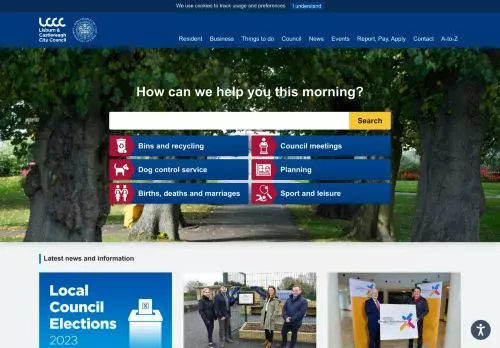 We use cookies to track usage and preferences I understand
LCCC
Lisburn &
Castlereagh
City Council
Resident Business Things to do Council News Events Report, Pay, Apply Contact A-to-Z
How can we help you this morning?
Search
Bins and recycling Council meetings
Dog control service Planning
Births, deaths and marriages Sport and leisure
Latest news and information
Local
Council
Elections
2023